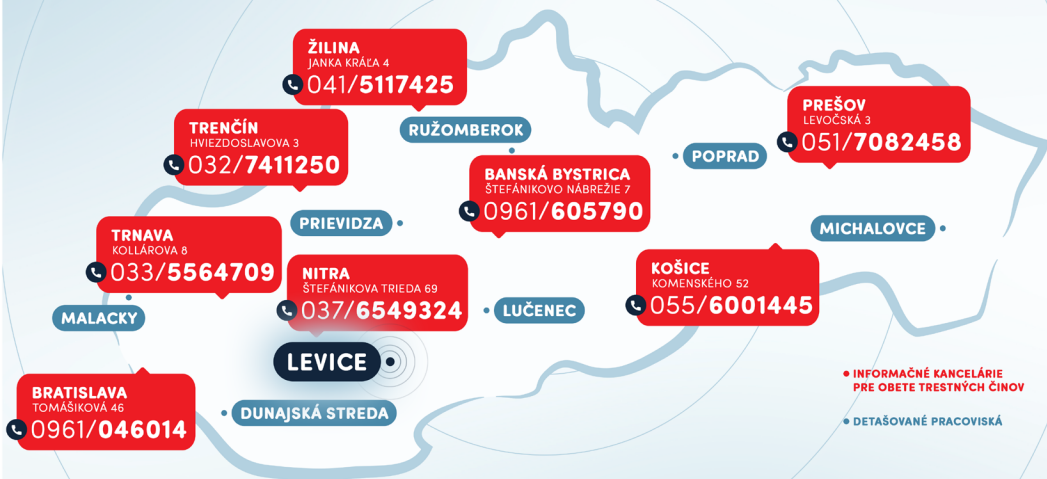 ŽILINA
JANKA KRÁĽA 4
041/5117425
TRENČÍN
HVIEZDOSLAVOVA 3
032/7411250
RUŽOMBEROK
PREŠOV
LEVOČSKÁ 3
051/7082458
POPRAD
BANSKÁ BYSTRICA
ŠTEFÁNIKOVO NÁBREŽIE 7
0961/605790
PRIEVIDZA
MICHALOVCE
TRNAVA
KOLLÁROVA 8
033/5564709
NITRA
ŠTEFÁNIKOVA TRIEDA 69
037/6549324
KOŠICE
KOMENSKÉHO 52
055/6001445
MALACKY
LUČENEC
LEVICE
BRATISLAVA
TOMÁŠIKOVÁ 46
0961/046014
DUNAJSKÁ STREDA
INFORMAČNÉ KANCELÁRIE
PRE OBETE TRESTNÝCH ČINOV
DETAŠOVANÉ PRACOVISKÁ